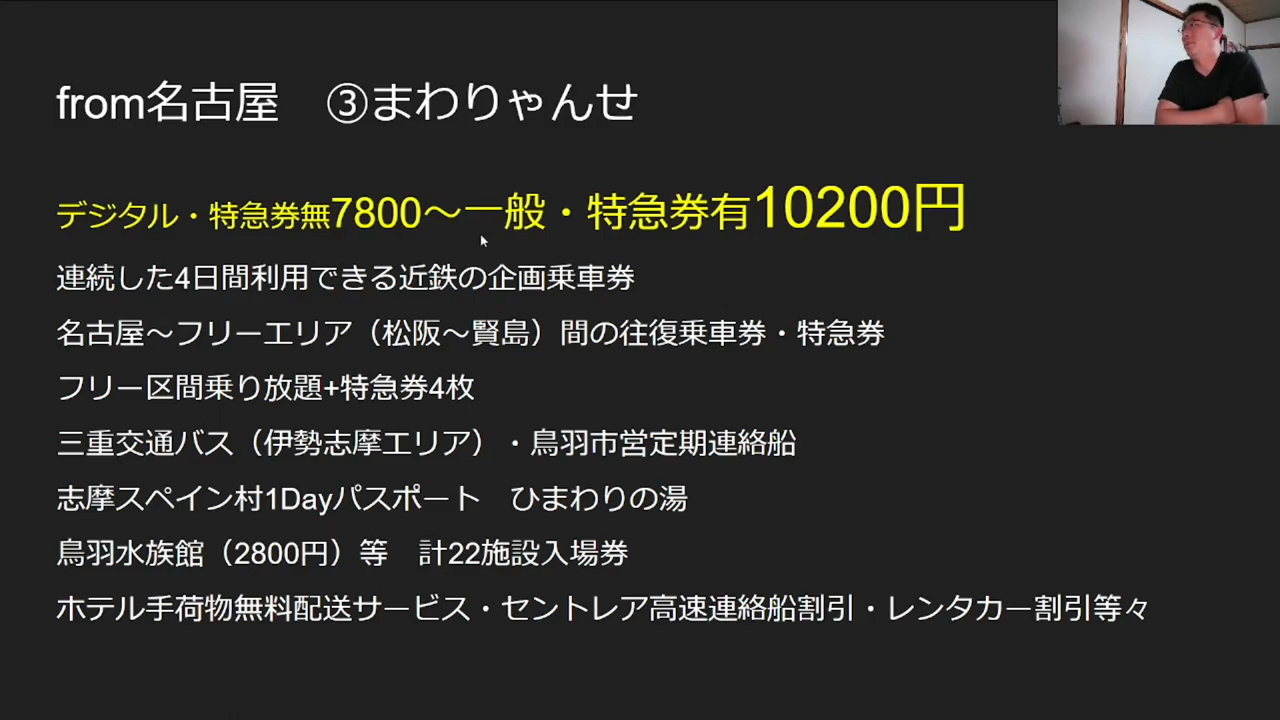 from名古屋　③まわりゃんせ
デジタル・特急券無7800～一般・特急券有10200円
連続した4日間利用できる近鉄の企画乗車券
名古屋～フリーエリア（松阪～賢島）間の往復乗車券・特急券
フリー区間乗り放題+特急券4枚
三重交通バス（伊勢志摩エリア）・鳥羽市営定期連絡船
志摩スペイン村1Dayパスポート　ひまわりの湯
鳥羽水族館（2800円）等　計22施設入場券
ホテル手荷物無料配送サービス・セントレア高速連絡船割引・レンタカー割引等々